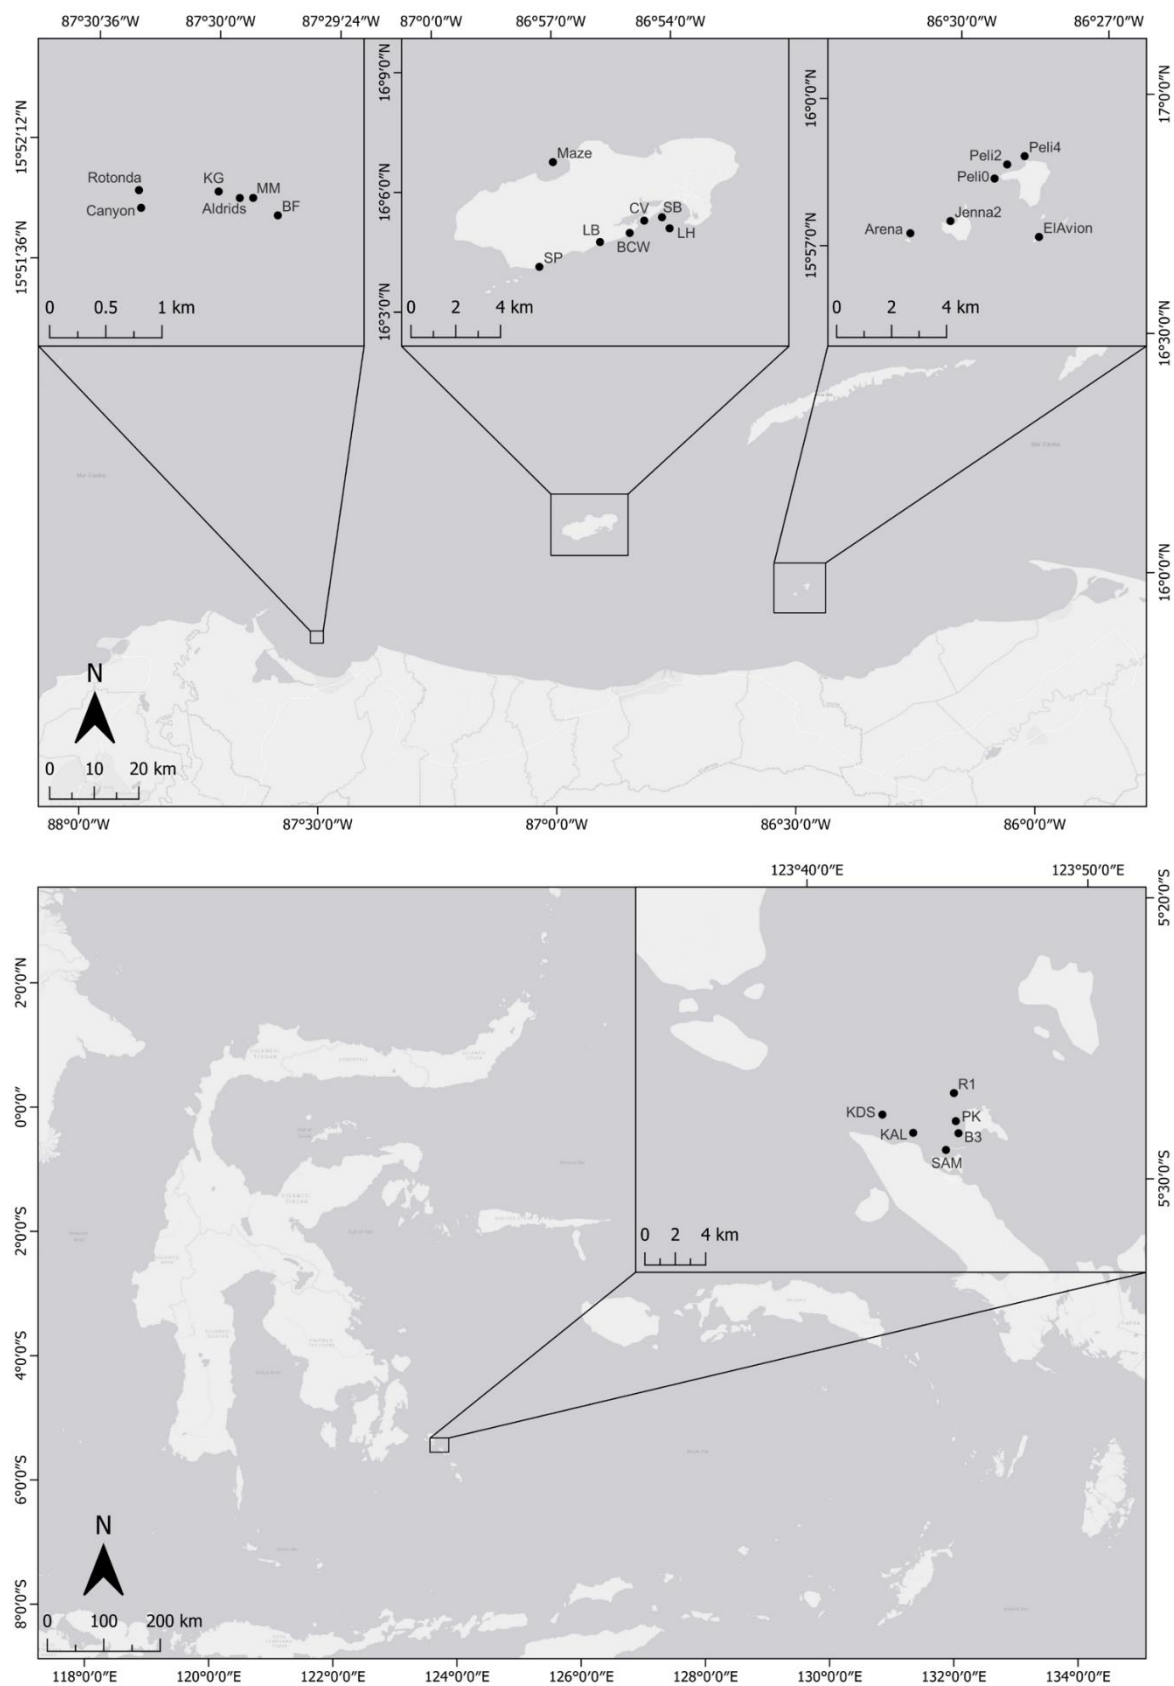 87°30'36"W 87°30'0"W 87°29'24"W 87°0'0"W 86°57'0"W 86°54'0"W 86°30'0"W 86°27'0"W
15°52'12"N
15°51'36"N
Rotonda
Canyon
KG
Aldrids
MM
BF
0 0.5 1 km
16°9'0"N
16°6'0"N
16°3'0"N
Maze
CV
SB
LB
BCW
LH
SP
0 2 4 km
16°0'0"N
15°57'0"N
Peli4
Peli2
Peli0
Jenna2
Arena
ElAvion
0 2 4 km
17°0'0"N
16°30'0"N
16°0'0"N
Mar Caribe
Mar Caribe
N
0 10 20 km
88°0'0"W 87°30'0"W 87°0'0"W 86°30'0"W 86°0'0"W
123°40'0"E 123°50'0"E
5°20'0"S
5°30'0"S
R1
KDS
PK
KAL
B3
SAM
0 2 4 km
2°0'0"N
0°0'0"
2°0'0"S
4°0'0"S
6°0'0"S
8°0'0"S
N
0 100 200 km
118°0'0"E 120°0'0"E 122°0'0"E 124°0'0"E 126°0'0"E 128°0'0"E 130°0'0"E 132°0'0"E 134°0'0"E